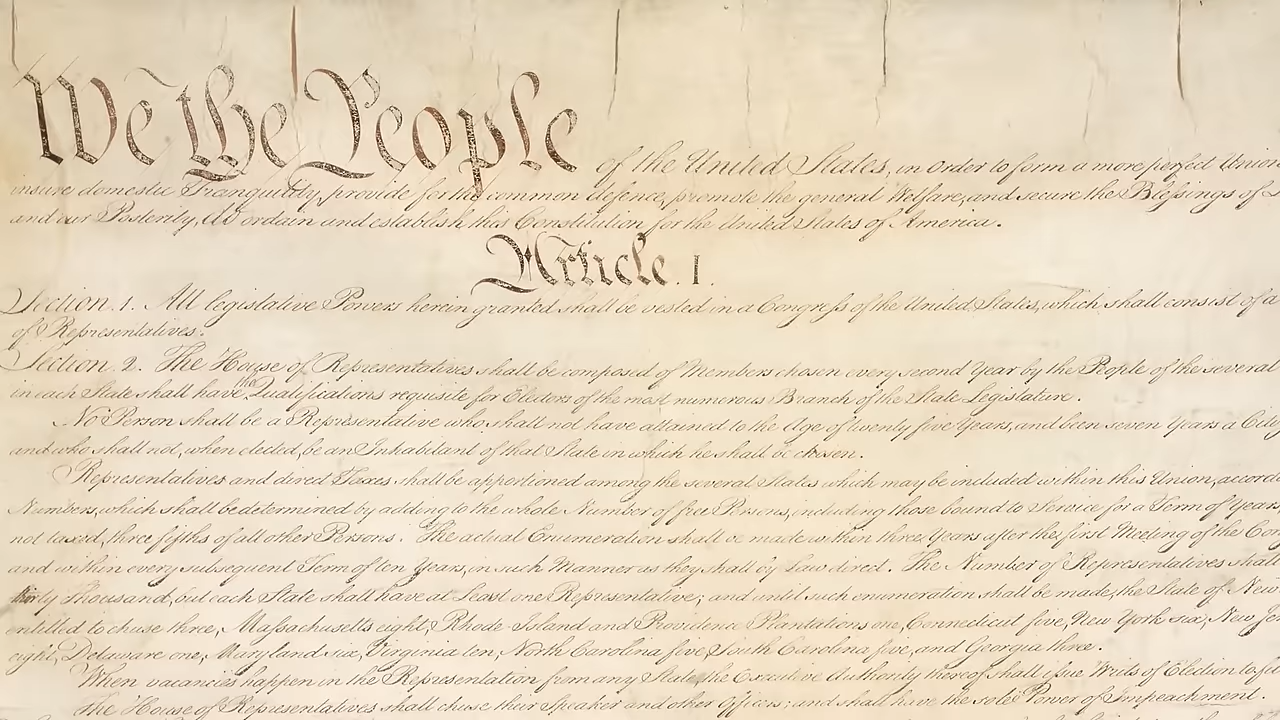 We the People of the United States, in Order to form a more perfect Union
insure domestic Tranquility, provide for the common defence, promote the general Welfare, and secure the Blessings of
and our Posterity, do ordain and establish this Constitution for the United States of America.
Article. I.
Section. 1. All legislative Powers herein granted shall be vested in a Congress of the United States, which shall consist of a
of Representatives.
Section. 2. The House of Representatives shall be composed of Members chosen every second Year by the People of the several
in each State shall have the Qualifications requisite for Electors of the most numerous Branch of the State Legislature.
No Person shall be a Representative who shall not have attained to the Age of twenty five Years, and been seven Years a
and who shall not, when elected, be an Inhabitant of that State in which he shall be chosen.
Representatives and direct Taxes shall be apportioned among the several States which may be included within this Union,
Numbers, which shall be determined by adding to the whole Number of free Persons, including those bound to Service for a Term of Years,
not taxed, three fifths of all other Persons. The actual Enumeration shall be made within three Years after the first Meeting of the
and within every subsequent Term of ten Years, in such Manner as they shall by Law direct. The Number of Representatives shall
thirty Thousand, but each State shall have at Least one Representative; and until such enumeration shall be made, the State of New
entitled to chuse three, Massachusetts eight, Rhode-Island and Providence Plantations one, Connecticut five, New York six, New
eight, Delaware one, Maryland six, Virginia ten, North Carolina five, South Carolina five, and Georgia three.
When vacancies happen in the Representation from any State, the Executive Authority thereof shall issue Writs of Election to
The House of Representatives shall chuse their Speaker and other Officers; and shall have the sole Power of Impeachment.